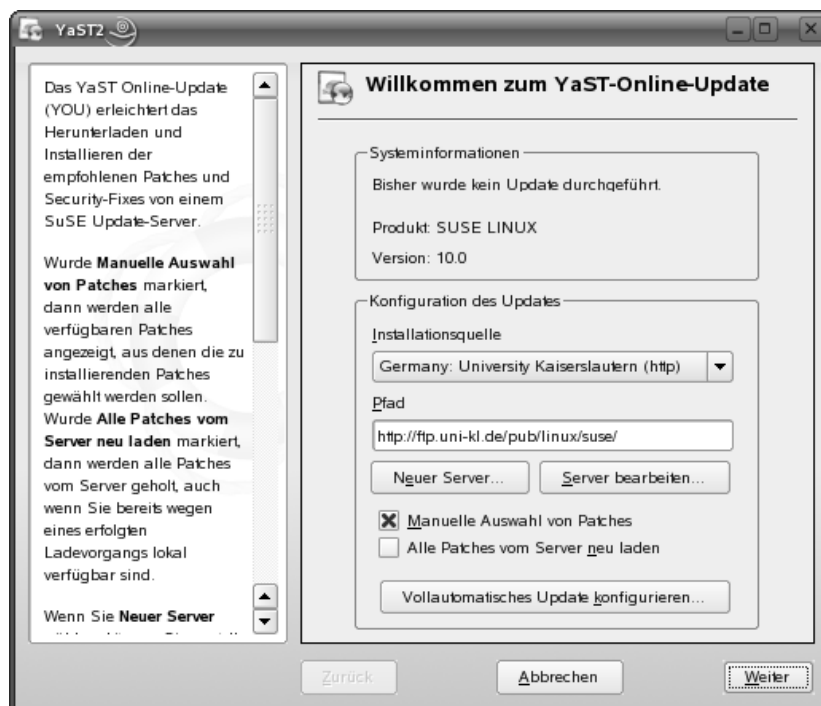 YaST2
Das YaST Online-Update
(YOU) erleichtert das
Herunterladen und
Installieren der
empfohlenen Patches und
Security-Fixes von einem
SuSE Update-Server.
Wurde Manuelle Auswahl
von Patches markiert,
dann werden alle
verfügbaren Patches
angezeigt, aus denen die zu
installierenden Patches
gewählt werden sollen.
Wurde Alle Patches vom
Server neu laden markiert,
dann werden alle Patches
vom Server geholt, auch
wenn Sie bereits wegen
eines erfolgten
Ladevorgangs lokal
verfügbar sind.
Wenn Sie Neuer Server
Willkommen zum YaST-Online-Update
Systeminformationen
Bisher wurde kein Update durchgeführt.
Produkt: SUSE LINUX
Version: 10.0
Konfiguration des Updates
Installationsquelle
Germany: University Kaiserslautern (http)
Pfad
http://ftp.uni-kl.de/pub/linux/suse/
Neuer Server...
Server bearbeiten...
Manuelle Auswahl von Patches
Alle Patches vom Server neu laden
Vollautomatisches Update konfigurieren...
Zurück
Abbrechen
Weiter